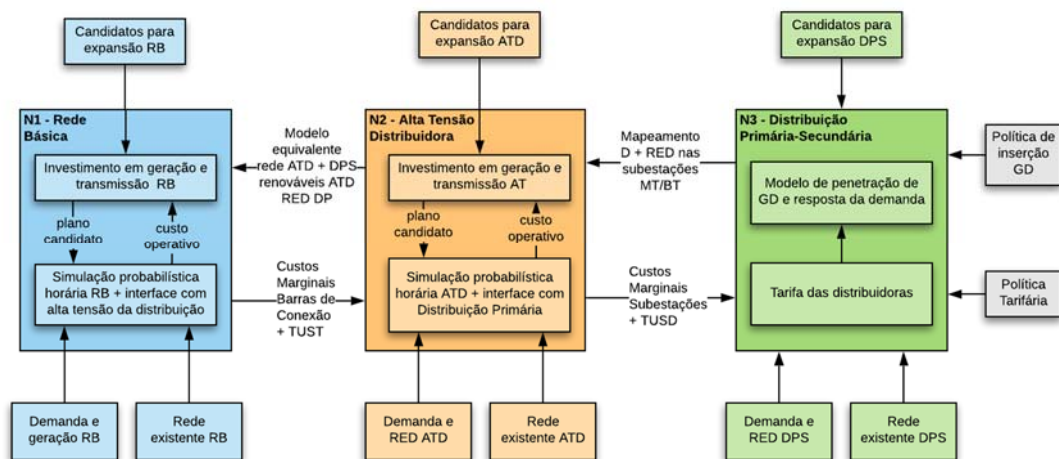 Candidatos para
expansão RB
Candidatos para
expansão ATD
Candidatos para
expansão DPS
N1 - Rede
Básica
Investimento em geração e
transmissão RB
plano
candidato
custo
operativo
Simulação probabilística
horária RB + interface com
alta tensão da distribuição
Modelo
equivalente
rede ATD + DPS
renováveis ATD
RED DP
Custos
Marginais
Barras de
Conexão
+ TUST
N2 - Alta Tensão
Distribuidora
Investimento em geração e
transmissão AT
plano
candidato
custo
operativo
Simulação probabilística
horária ATD + interface com
Distribuição Primária
Mapeamento
D + RED nas
subestações
MT/BT
Custos
Marginais
Subestações
+ TUSD
N3 - Distribuição
Primária-Secundária
Modelo de penetração de
GD e resposta da demanda
Tarifa das distribuidoras
Política de
inserção
GD
Política
Tarifária
Demanda e
geração RB
Rede
existente RB
Demanda e
RED ATD
Rede
existente ATD
Demanda e
RED DPS
Rede
existente DPS